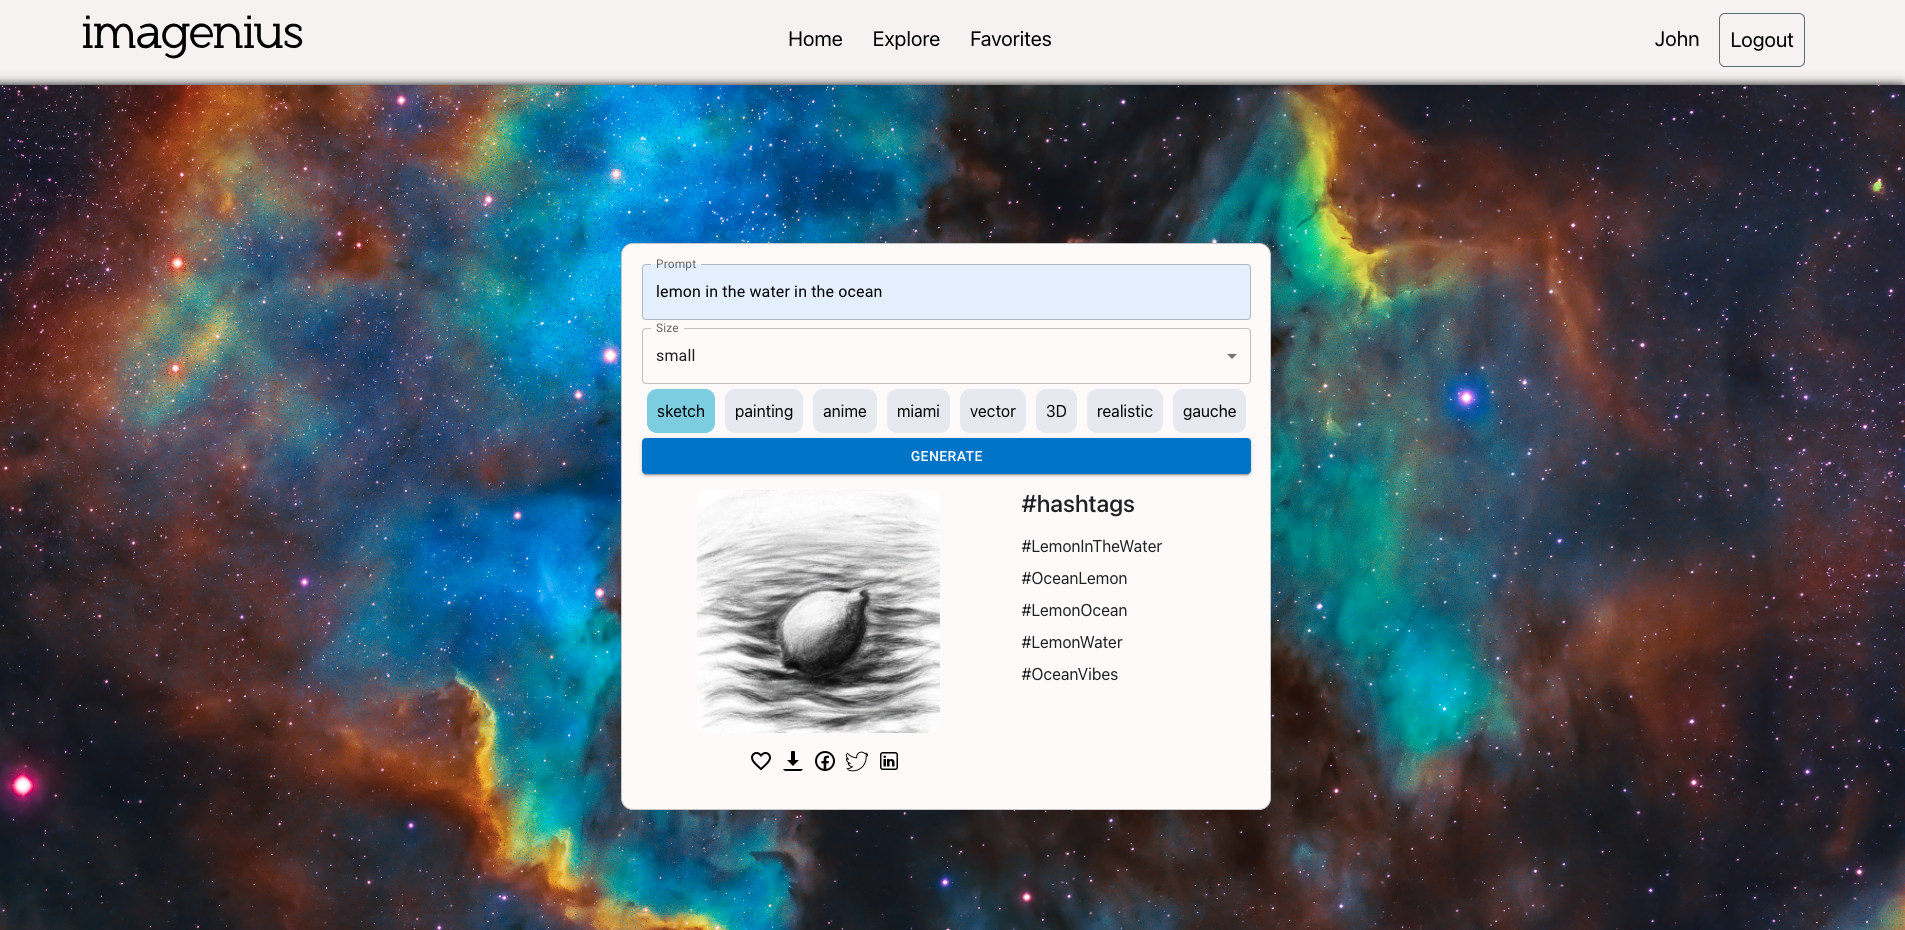 imagenius
Home Explore Favorites
John Logout
Prompt
lemon in the water in the ocean
Size
small
sketch painting anime miami vector 3D realistic gauche
GENERATE
#hashtags
#LemonInTheWater
#OceanLemon
#LemonOcean
#LemonWater
#OceanVibes
in